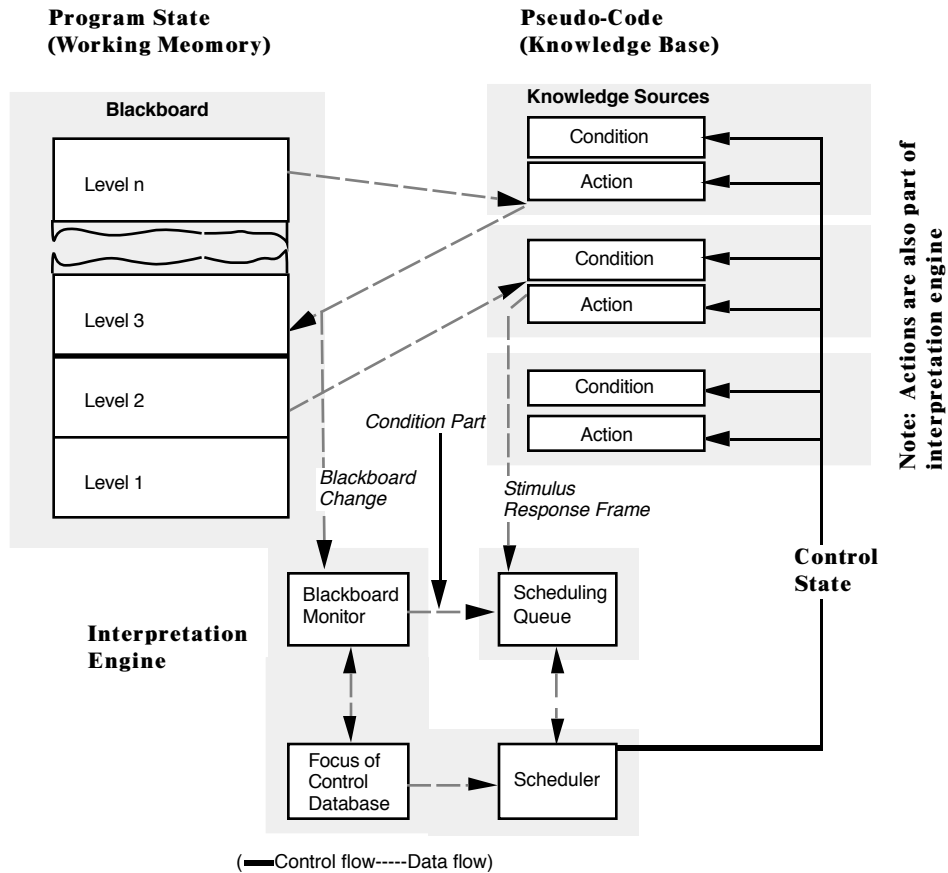 Program State
(Working Meomory)
Pseudo-Code
(Knowledge Base)
Blackboard
Level n
Level 3
Level 2
Level 1
Knowledge Sources
Condition
Action
Condition
Action
Condition
Action
Note:  Actions are also part of
interpretation engine
Condition Part
Blackboard
Change
Stimulus
Response Frame
Control
State
Interpretation
Engine
Blackboard
Monitor
Scheduling
Queue
Focus of
Control
Database
Scheduler
(Control flow-----Data flow)